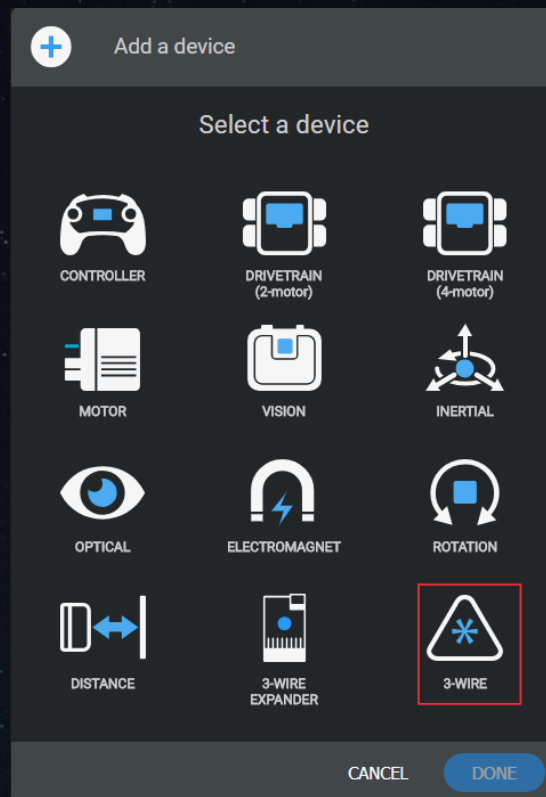 Add a device
Select a device
CONTROLLER
DRIVETRAIN
(2-motor)
DRIVETRAIN
(4-motor)
MOTOR
VISION
INERTIAL
OPTICAL
ELECTROMAGNET
ROTATION
DISTANCE
3-WIRE
EXPANDER
3-WIRE
CANCEL
DONE